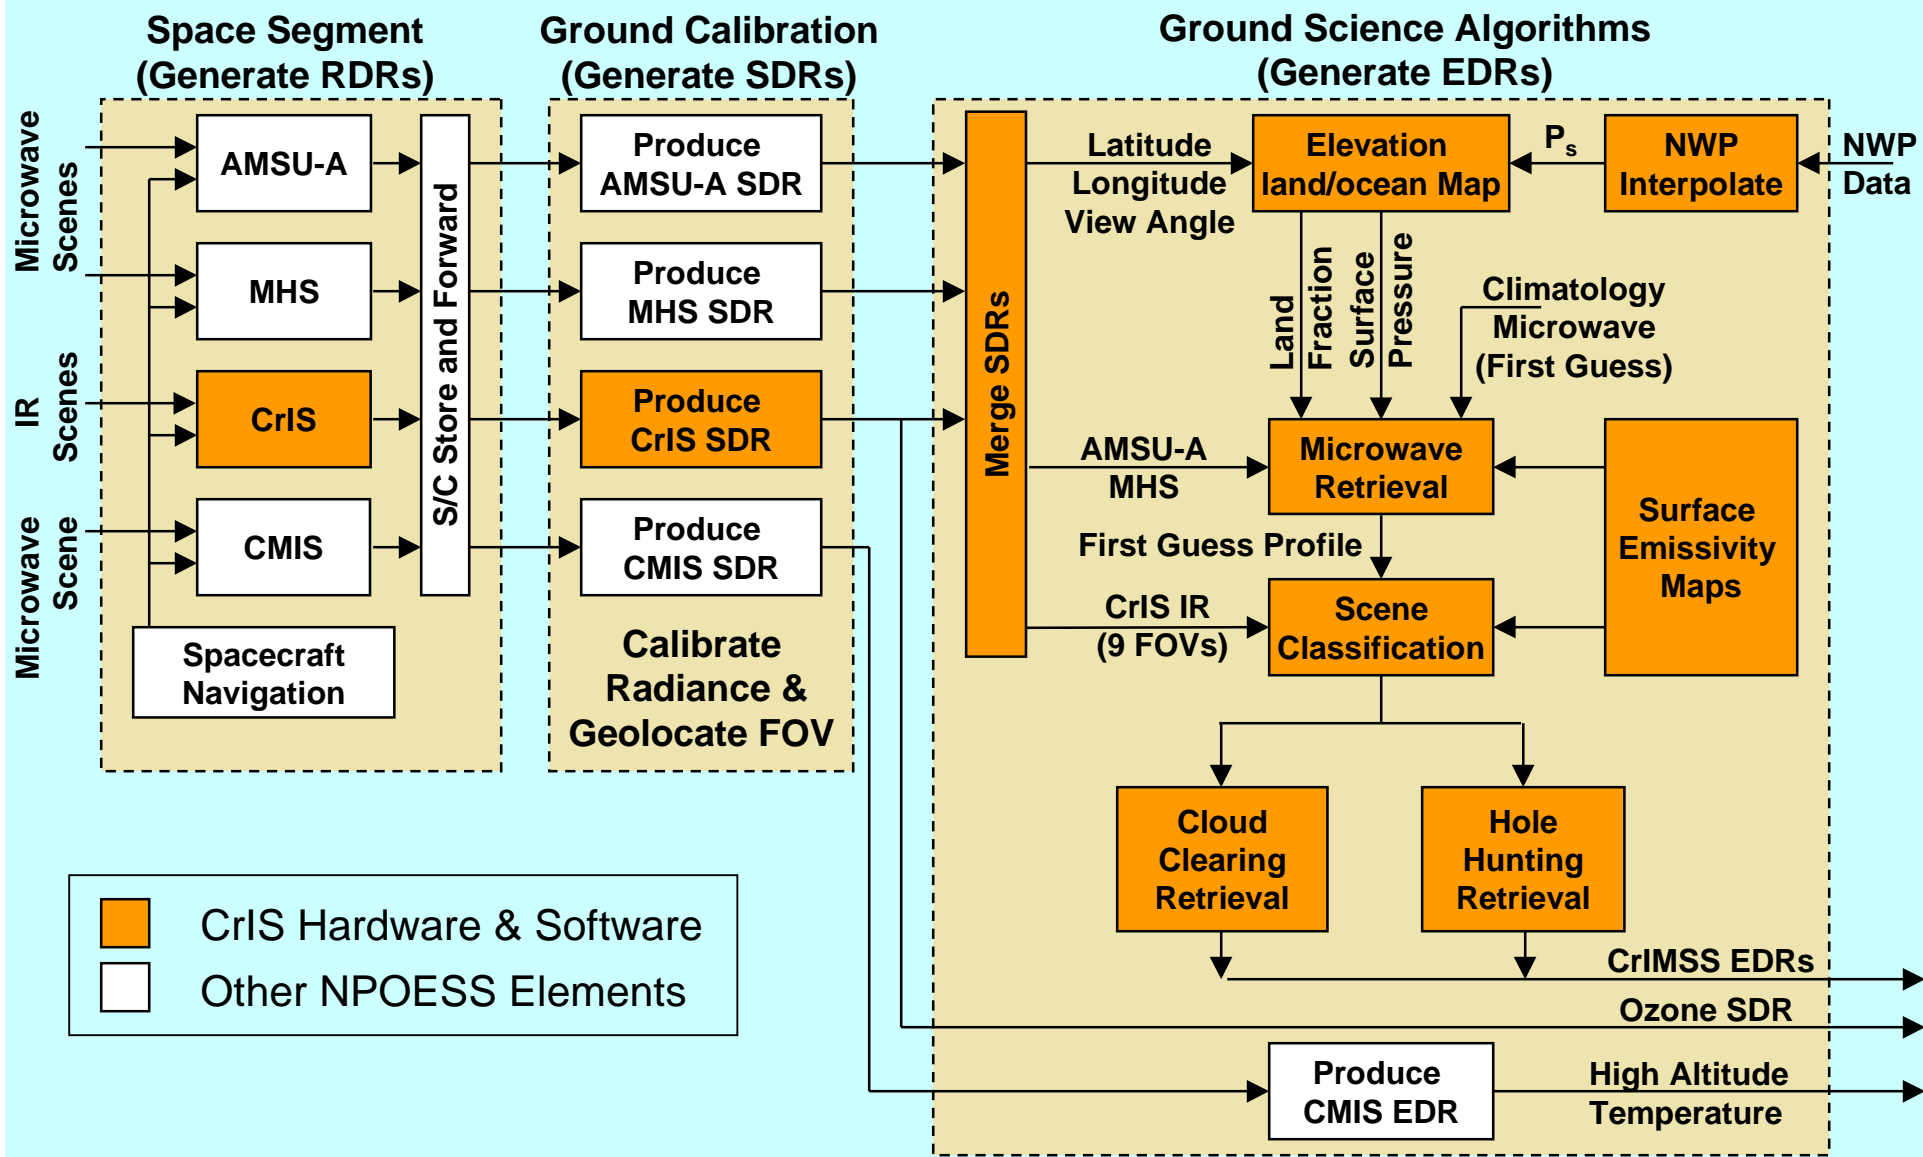 Space Segment
(Generate RDRs)
Ground Calibration
(Generate SDRs)
Ground Science Algorithms
(Generate EDRs)
Microwave
Scenes
IR
Scenes
Microwave
Scene
AMSU-A
MHS
CrIS
CMIS
Spacecraft
Navigation
S/C Store and Forward
Produce
AMSU-A SDR
Produce
MHS SDR
Produce
CrIS SDR
Produce
CMIS SDR
Calibrate
Radiance &
Geolocate FOV
Merge SDRs
Latitude
Longitude
View Angle
Elevation
land/ocean Map
Ps
NWP
Interpolate
NWP
Data
Land
Fraction
Surface
Pressure
Climatology
Microwave
(First Guess)
AMSU-A
MHS
Microwave
Retrieval
Surface
Emissivity
Maps
First Guess Profile
CrIS IR
(9 FOVs)
Scene
Classification
Cloud
Clearing
Retrieval
Hole
Hunting
Retrieval
CrIMSS EDRs
Ozone SDR
Produce
CMIS EDR
High Altitude
Temperature
CrIS Hardware & Software
Other NPOESS Elements